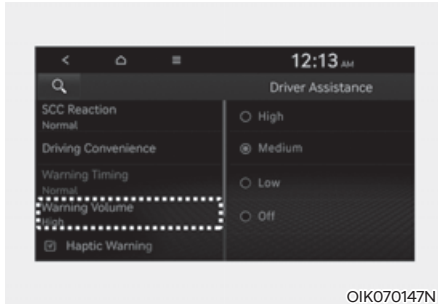 12:13 AM
Driver Assistance
SCC Reaction
Normal
Driving Convenience
Warning Timing
Normal
Warning Volume
High
Haptic Warning
High
Medium
Low
Off
OIK070147N